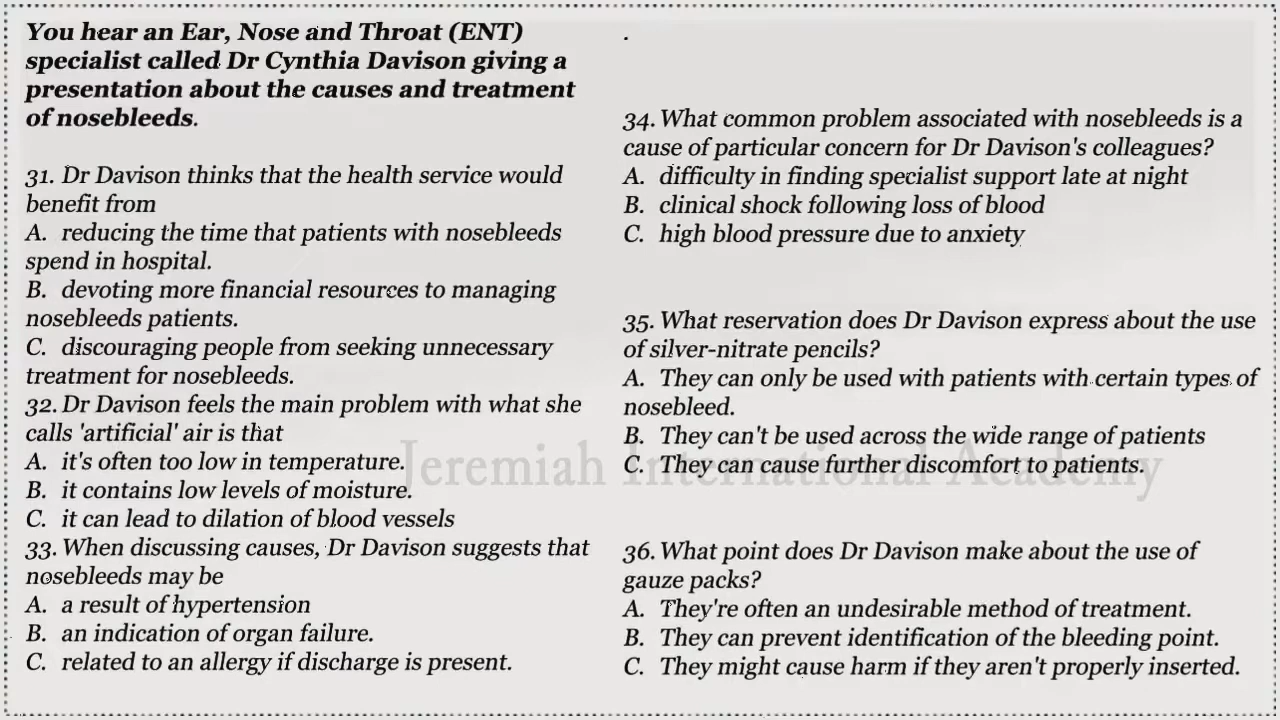 You hear an Ear, Nose and Throat (ENT)
specialist called Dr Cynthia Davison giving a
presentation about the causes and treatment
of nosebleeds.
31. Dr Davison thinks that the health service would
benefit from
A. reducing the time that patients with nosebleeds
spend in hospital.
B. devoting more financial resources to managing
nosebleeds patients.
C. discouraging people from seeking unnecessary
treatment for nosebleeds.
32. Dr Davison feels the main problem with what she
calls 'artificial' air is that
A. it's often too low in temperature.
B. it contains low levels of moisture.
C. it can lead to dilation of blood vessels
33. When discussing causes, Dr Davison suggests that
nosebleeds may be
A. a result of hypertension
B. an indication of organ failure.
C. related to an allergy if discharge is present.
.
34. What common problem associated with nosebleeds is a
cause of particular concern for Dr Davison's colleagues?
A. difficulty in finding specialist support late at night
B. clinical shock following loss of blood
C. high blood pressure due to anxiety
35. What reservation does Dr Davison express about the use
of silver-nitrate pencils?
A. They can only be used with patients with certain types of
nosebleed.
B. They can't be used across the wide range of patients
C. They can cause further discomfort to patients.
Jeremiah International Academy
36. What point does Dr Davison make about the use of
gauze packs?
A. They're often an undesirable method of treatment.
B. They can prevent identification of the bleeding point.
C. They might cause harm if they aren't properly inserted.